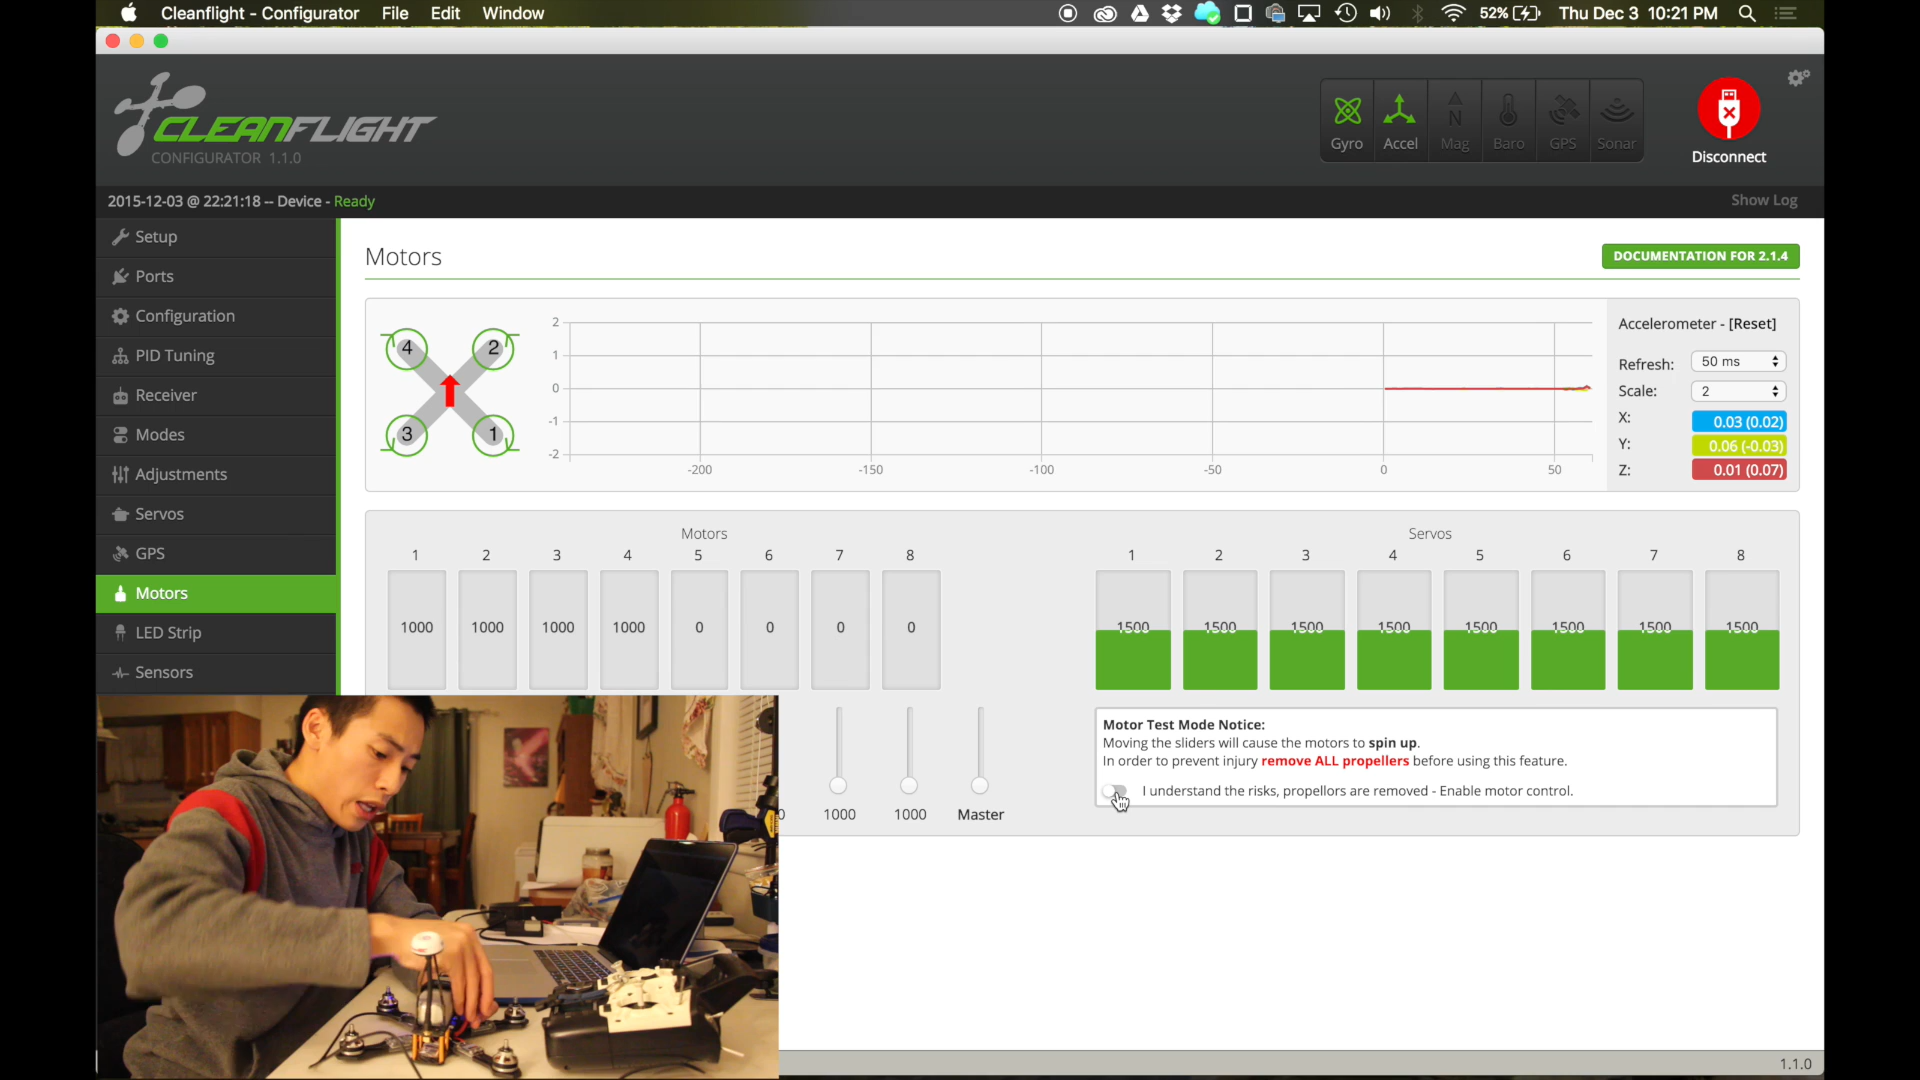 Cleanflight - Configurator File Edit Window
52% Thu Dec 3 10:21 PM
CLEANFLIGHT
CONFIGURATOR 1.1.0
Gyro Accel Mag Baro GPS Sonar
Disconnect
2015-12-03 @ 22:21:18 -- Device - Ready
Show Log
Setup
Ports
Configuration
PID Tuning
Receiver
Modes
Adjustments
Servos
GPS
Motors
LED Strip
Sensors
Motors
DOCUMENTATION FOR 2.1.4
4 2
3 1
2
1
0
-1
-2
-200 -150 -100 -50 0 50
Accelerometer - [Reset]
Refresh: 50 ms
Scale: 2
X: 0.03 (0.02)
Y: 0.06 (-0.03)
Z: 0.01 (0.07)
Motors
1 2 3 4 5 6 7 8
1000 1000 1000 1000 0 0 0 0
1000 1000 Master
Servos
1 2 3 4 5 6 7 8
1500 1500 1500 1500 1500 1500 1500 1500
Motor Test Mode Notice:
Moving the sliders will cause the motors to spin up.
In order to prevent injury remove ALL propellers before using this feature.
I understand the risks, propellors are removed - Enable motor control.
1.1.0